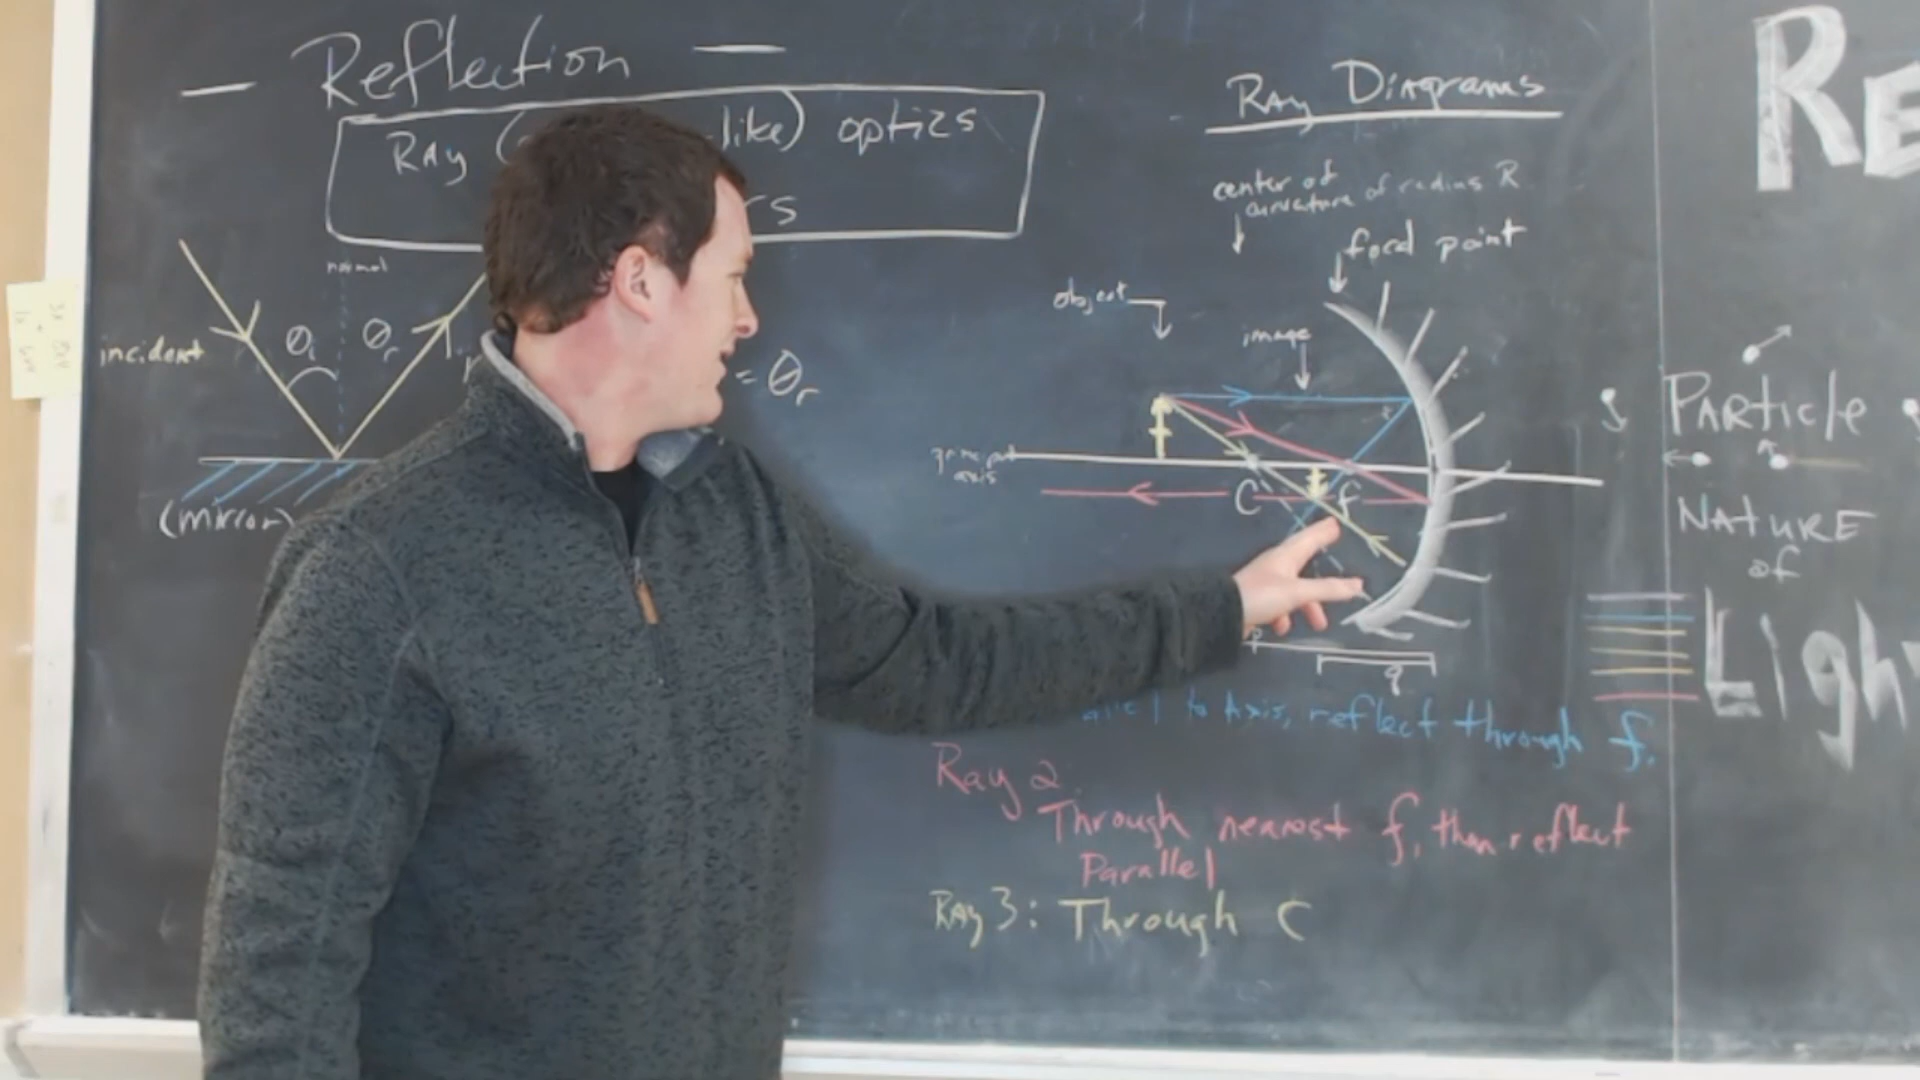 Reflection
Ray ( like) optics
rs
normal
incident
θi
θr
= θr
(mirror)
Ray Diagrams
center of
curvature of radius R
focal point
object
image
principal
axis
C
f
P
q
to Axis, reflect through f.
Ray 2
Through nearest f, then reflect
Parallel
Ray 3: Through C
Re
Particle
Nature
of
Ligh